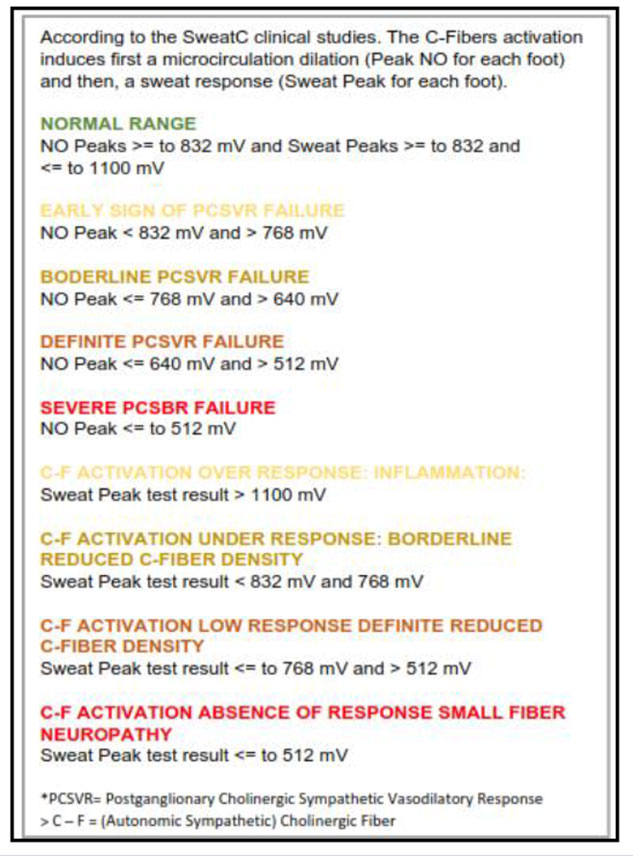 According to the SweatC clinical studies. The C-Fibers activation
induces first a microcirculation dilation (Peak NO for each foot)
and then, a sweat response (Sweat Peak for each foot).
NORMAL RANGE
NO Peaks >= to 832 mV and Sweat Peaks >= to 832 and
<= to 1100 mV
EARLY SIGN OF PCSVR FAILURE
NO Peak < 832 mV and > 768 mV
BODERLINE PCSVR FAILURE
NO Peak <= 768 mV and > 640 mV
DEFINITE PCSVR FAILURE
NO Peak <= 640 mV and > 512 mV
SEVERE PCSBR FAILURE
NO Peak <= to 512 mV
C-F ACTIVATION OVER RESPONSE: INFLAMMATION:
Sweat Peak test result > 1100 mV
C-F ACTIVATION UNDER RESPONSE: BORDERLINE
REDUCED C-FIBER DENSITY
Sweat Peak test result < 832 mV and 768 mV
C-F ACTIVATION LOW RESPONSE DEFINITE REDUCED
C-FIBER DENSITY
Sweat Peak test result <= to 768 mV and > 512 mV
C-F ACTIVATION ABSENCE OF RESPONSE SMALL FIBER
NEUROPATHY
Sweat Peak test result <= to 512 mV
*PCSVR= Postganglionary Cholinergic Sympathetic Vasodilatory Response
> C – F = (Autonomic Sympathetic) Cholinergic Fiber